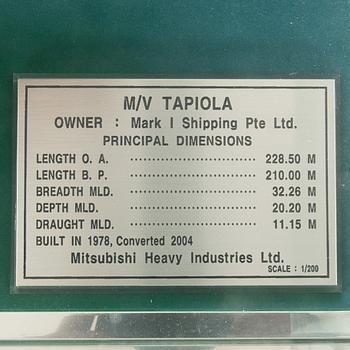 M/V TAPIOLA
OWNER : Mark I Shipping Pte Ltd.
PRINCIPAL DIMENSIONS
LENGTH O. A. ................................ 228.50 M
LENGTH B. P. ................................ 210.00 M
BREADTH MLD. ................................ 32.26 M
DEPTH MLD. ................................ 20.20 M
DRAUGHT MLD. ................................ 11.15 M
BUILT IN 1978, Converted 2004
Mitsubishi Heavy Industries Ltd.
SCALE : 1/200